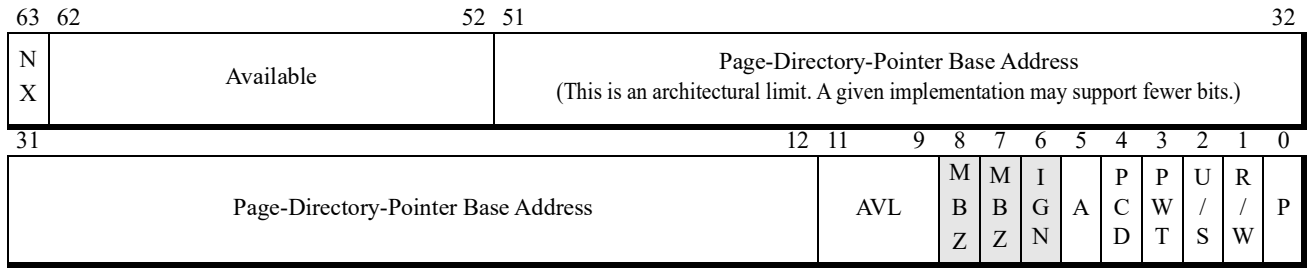 63 62 52 51 32
N
X
Available
Page-Directory-Pointer Base Address
(This is an architectural limit. A given implementation may support fewer bits.)
31 12 11 9 8 7 6 5 4 3 2 1 0
Page-Directory-Pointer Base Address
AVL
M
B
Z
M
B
Z
I
G
N
A
P
C
D
P
W
T
U
/
S
R
/
W
P